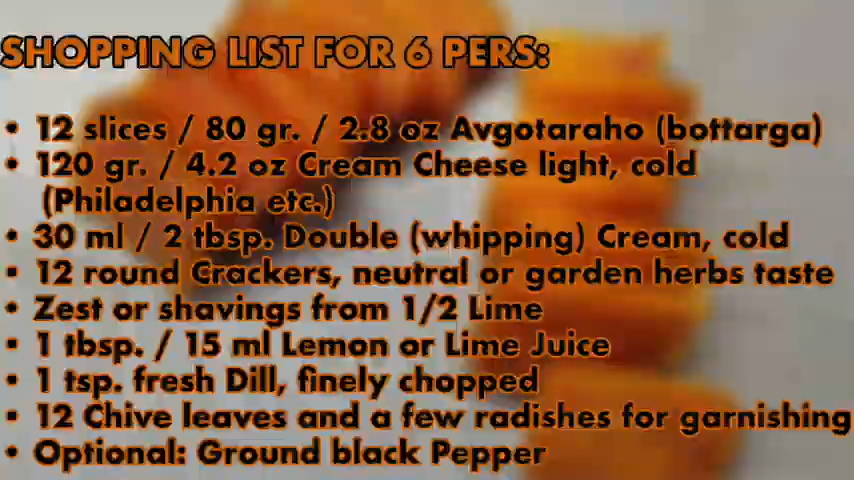 SHOPPING LIST FOR 6 PERS:
• 12 slices / 80 gr. / 2.8 oz Avgotaraho (bottarga)
• 120 gr. / 4.2 oz Cream Cheese light, cold
(Philadelphia etc.)
• 30 ml / 2 tbsp. Double (whipping) Cream, cold
• 12 round Crackers, neutral or garden herbs taste
• Zest or shavings from 1/2 Lime
• 1 tbsp. / 15 ml Lemon or Lime Juice
• 1 tsp. fresh Dill, finely chopped
• 12 Chive leaves and a few radishes for garnishing
• Optional: Ground black Pepper